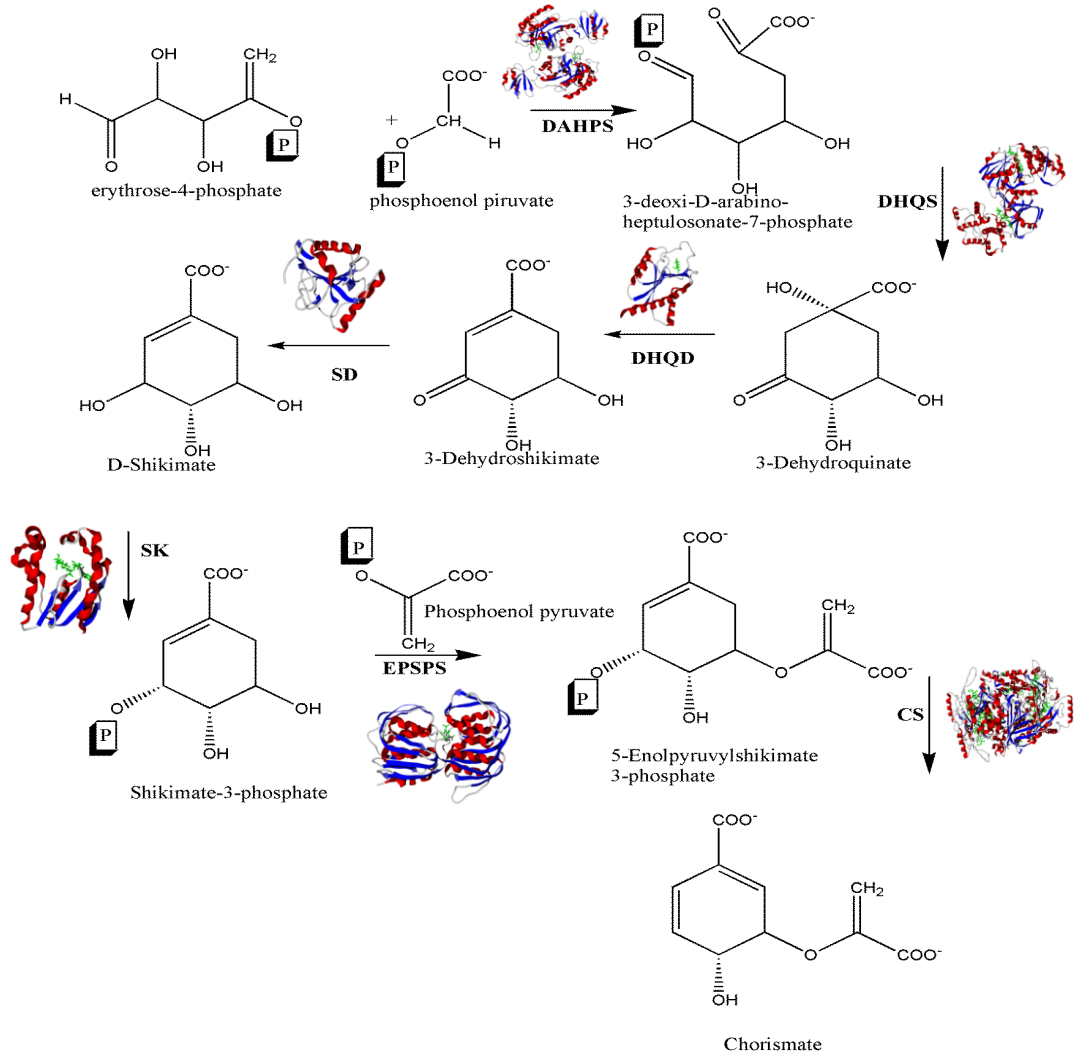 OH
CH₂
H
O
OH
O
P
erythrose-4-phosphate
+
COO⁻
CH
H
O
P
phosphoenol piruvate
DAHPS
P
O
COO⁻
O
HO
OH
OH
3-deoxi-D-arabino-
heptulosonate-7-phosphate
DHQS
HO
COO⁻
O
OH
OH
3-Dehydroquinate
DHQD
COO⁻
O
OH
OH
3-Dehydroshikimate
SD
COO⁻
HO
OH
OH
D-Shikimate
SK
COO⁻
O
P
OH
OH
Shikimate-3-phosphate
P
O
COO⁻
CH₂
Phosphoenol pyruvate
EPSPS
COO⁻
CH₂
O
P
O
COO⁻
OH
5-Enolpyruvylshikimate
3-phosphate
CS
COO⁻
CH₂
O
COO⁻
OH
Chorismate